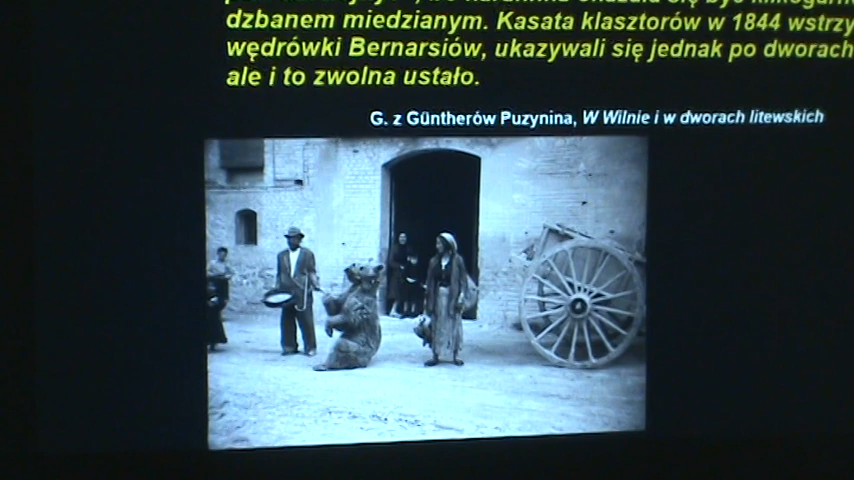 dzbanem miedzianym. Kasata klasztorów w 1844
wędrówki Bernarsiów, ukazywali się jednak po dworach
ale i to zwolna ustało.
G. z Güntherów Puzynina, W Wilnie i w dworach litewskich